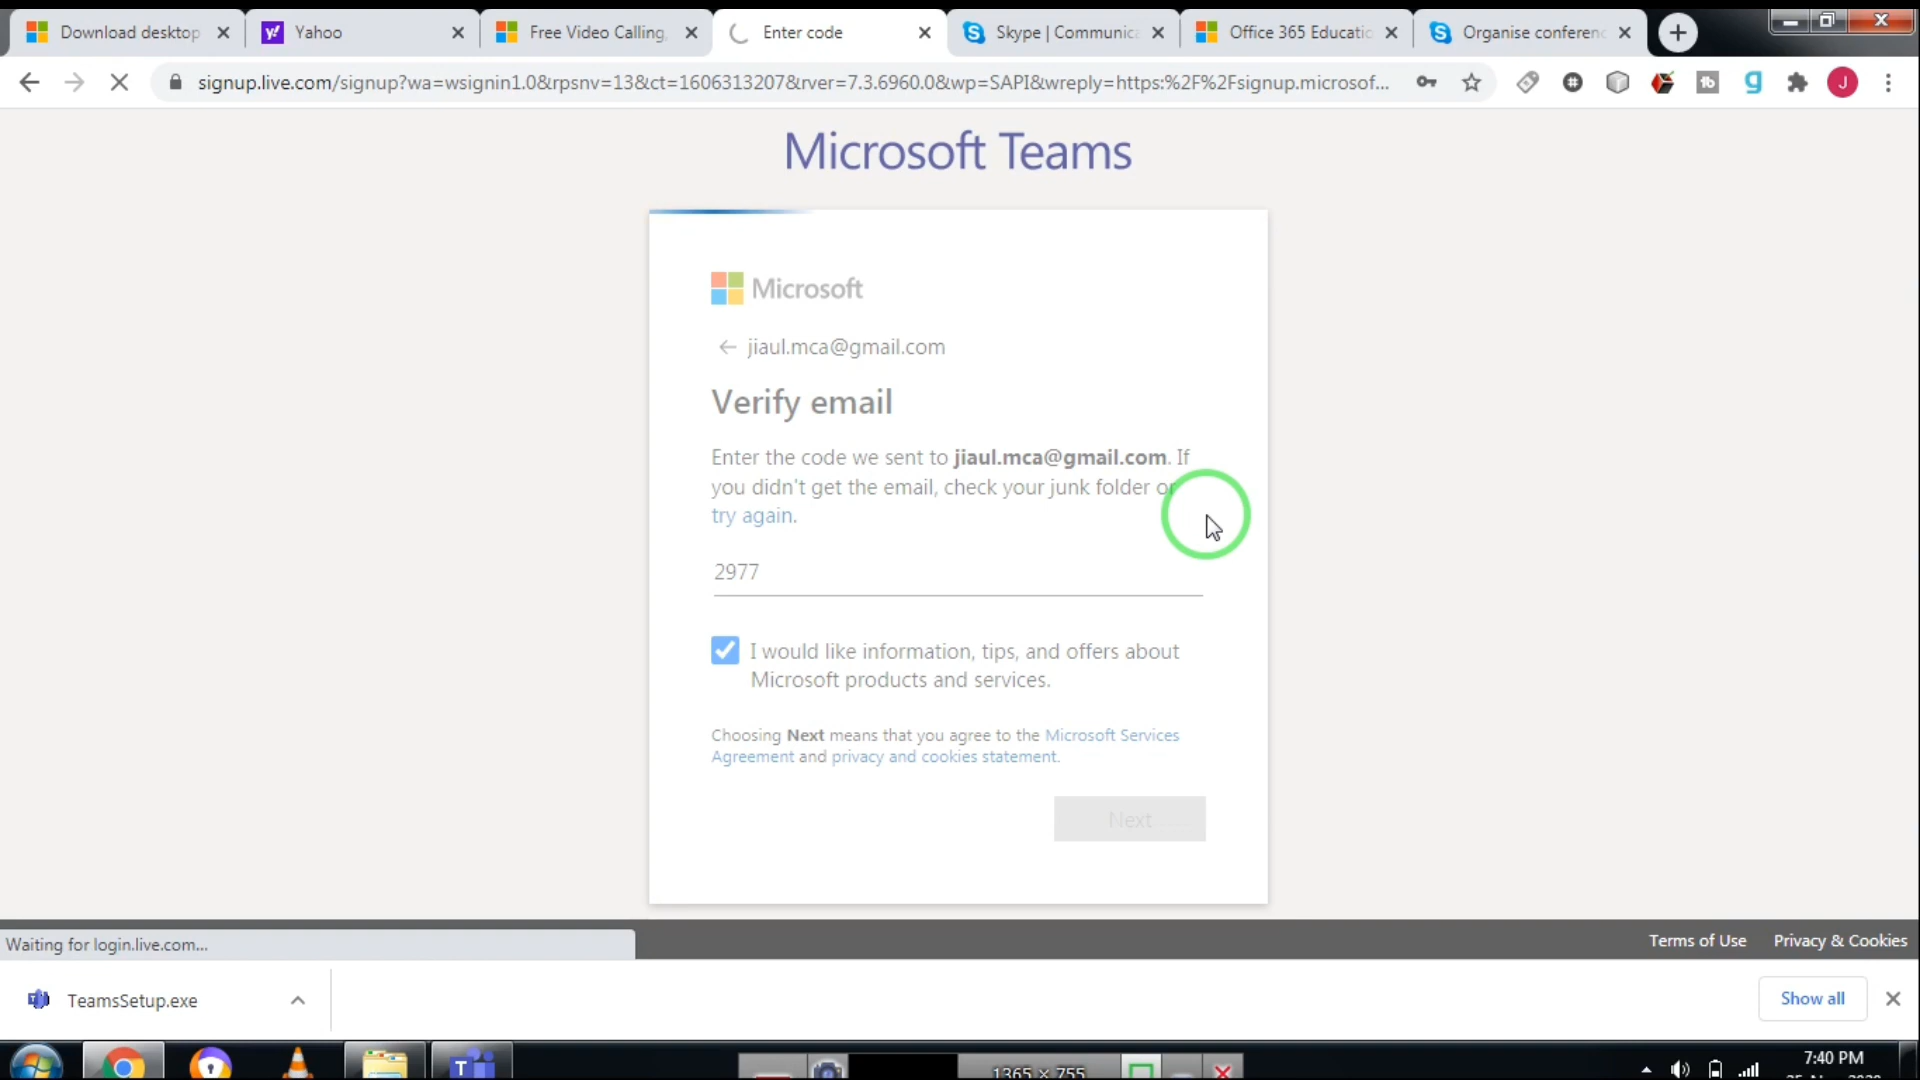 Download desktop
Yahoo
Free Video Calling,
Enter code
Skype | Communica
Office 365 Educatio
Organise conferen
signup.live.com/signup?wa=wsignin1.0&rpsnv=13&ct=1606313207&rver=7.3.6960.0&wp=SAPI&wreply=https:%2F%2Fsignup.microsof...
J
Microsoft Teams
Microsoft
jiaul.mca@gmail.com
Verify email
Enter the code we sent to jiaul.mca@gmail.com. If
you didn't get the email, check your junk folder or
try again.
2977
I would like information, tips, and offers about
Microsoft products and services.
Choosing Next means that you agree to the Microsoft Services
Agreement and privacy and cookies statement.
Next
Waiting for login.live.com...
Terms of Use
Privacy & Cookies
TeamsSetup.exe
Show all
1365 × 755
7:40 PM